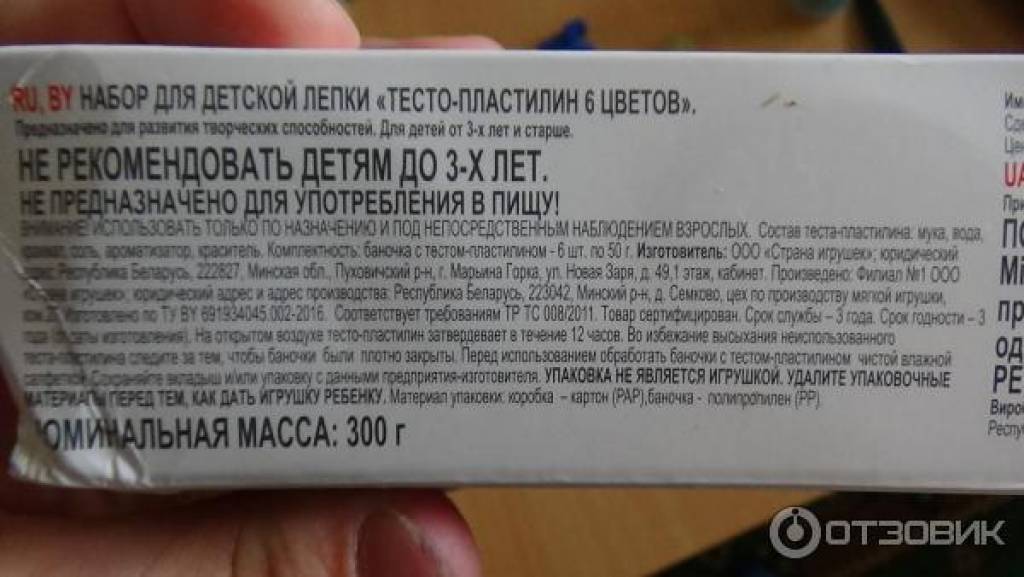 RU, BY НАБОР ДЛЯ ДЕТСКОЙ ЛЕПКИ «ТЕСТО-ПЛАСТИЛИН 6 ЦВЕТОВ».
Предназначено для развития творческих способностей. Для детей от 3-х лет и старше.
НЕ РЕКОМЕНДОВАТЬ ДЕТЯМ ДО 3-Х ЛЕТ.
НЕ ПРЕДНАЗНАЧЕНО ДЛЯ УПОТРЕБЛЕНИЯ В ПИЩУ!
ВНИМАНИЕ! ИСПОЛЬЗОВАТЬ ТОЛЬКО ПО НАЗНАЧЕНИЮ И ПОД НЕПОСРЕДСТВЕННЫМ НАБЛЮДЕНИЕМ ВЗРОСЛЫХ. Состав теста-пластилина: мука, вода,
крахмал, соль, ароматизатор, краситель. Комплектность: баночка с тестом-пластилином - 6 шт. по 50 г. Изготовитель: ООО «Страна игрушек»; юридический
адрес: Республика Беларусь, 222827, Минская обл., Пуховичский р-н, г. Марьина Горка, ул. Новая Заря, д. 49,1 этаж, кабинет. Произведено: Филиал №1 ООО
«Страна игрушек»; юридический адрес и адрес производства: Республика Беларусь, 223042, Минский р-н, д. Семково, цех по производству мягкой игрушки,
Изготовлено по ТУ BY 691934045.002-2016. Соответствует требованиям ТР ТС 008/2011. Товар сертифицирован. Срок службы – 3 года. Срок годности – 3
года (с даты изготовления). На открытом воздухе тесто-пластилин затвердевает в течение 12 часов. Во избежание высыхания неиспользованного
теста-пластилина следите за тем, чтобы баночки были плотно закрыты. Перед использованием обработать баночки с тестом-пластилином чистой влажной
салфеткой. Сохраняйте вкладыш и/или упаковку с данными предприятия-изготовителя. УПАКОВКА НЕ ЯВЛЯЕТСЯ ИГРУШКОЙ. УДАЛИТЕ УПАКОВОЧНЫЕ
МАТЕРИАЛЫ ПЕРЕД ТЕМ, КАК ДАТЬ ИГРУШКУ РЕБЕНКУ. Материал упаковки: коробка – картон (PAP),баночка - полипропилен (PP).
НОМИНАЛЬНАЯ МАССА: 300 г
UA
ОТЗОВИК